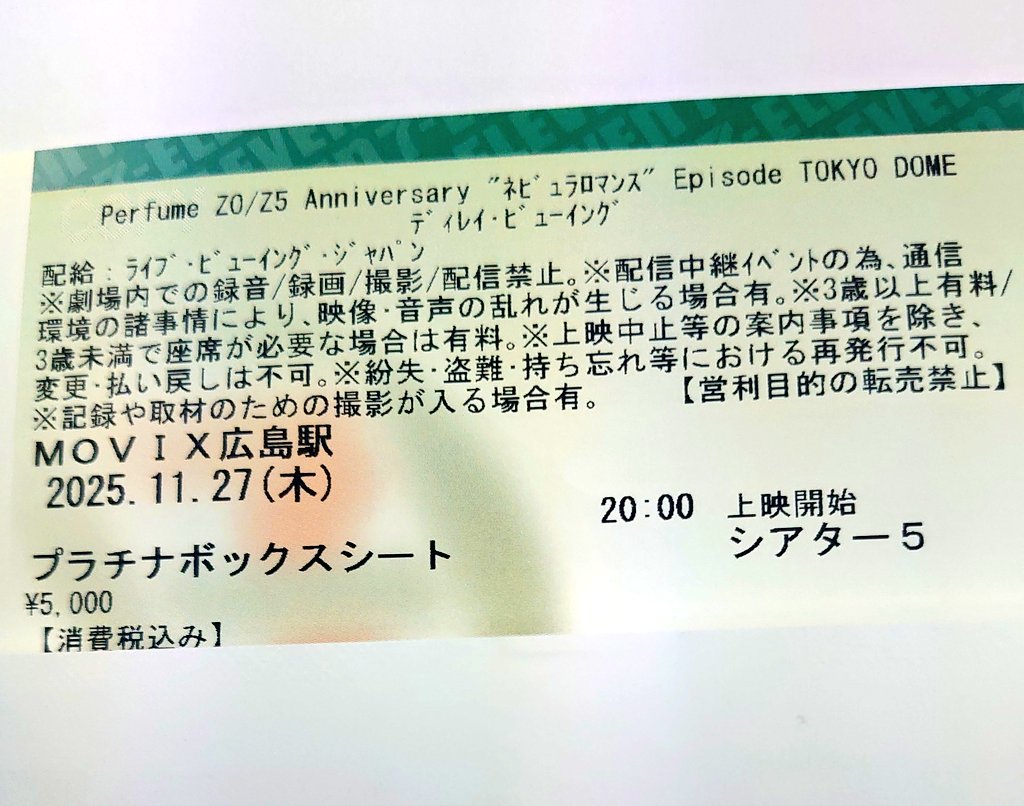 7-ELEVEN 7-ELEVEN 7-ELEVEN
Perfume ZO/Z5 Anniversary "ネビュラロマンス" Episode TOKYO DOME
ディレイ・ビューイング
配給：ライブ・ビューイング・ジャパン
※劇場内での録音/録画/撮影/配信禁止。※配信中継イベントの為、通信
環境の諸事情により、映像・音声の乱れが生じる場合有。※3歳以上有料/
3歳未満で座席が必要な場合は有料。※上映中止等の案内事項を除き、
変更・払い戻しは不可。※紛失・盗難・持ち忘れ等における再発行不可。
※記録や取材のための撮影が入る場合有。 【営利目的の転売禁止】
ＭＯＶＩＸ広島駅
2025.11.27(木)
20:00 上映開始
シアター５
プラチナボックスシート
¥5,000
【消費税込み】